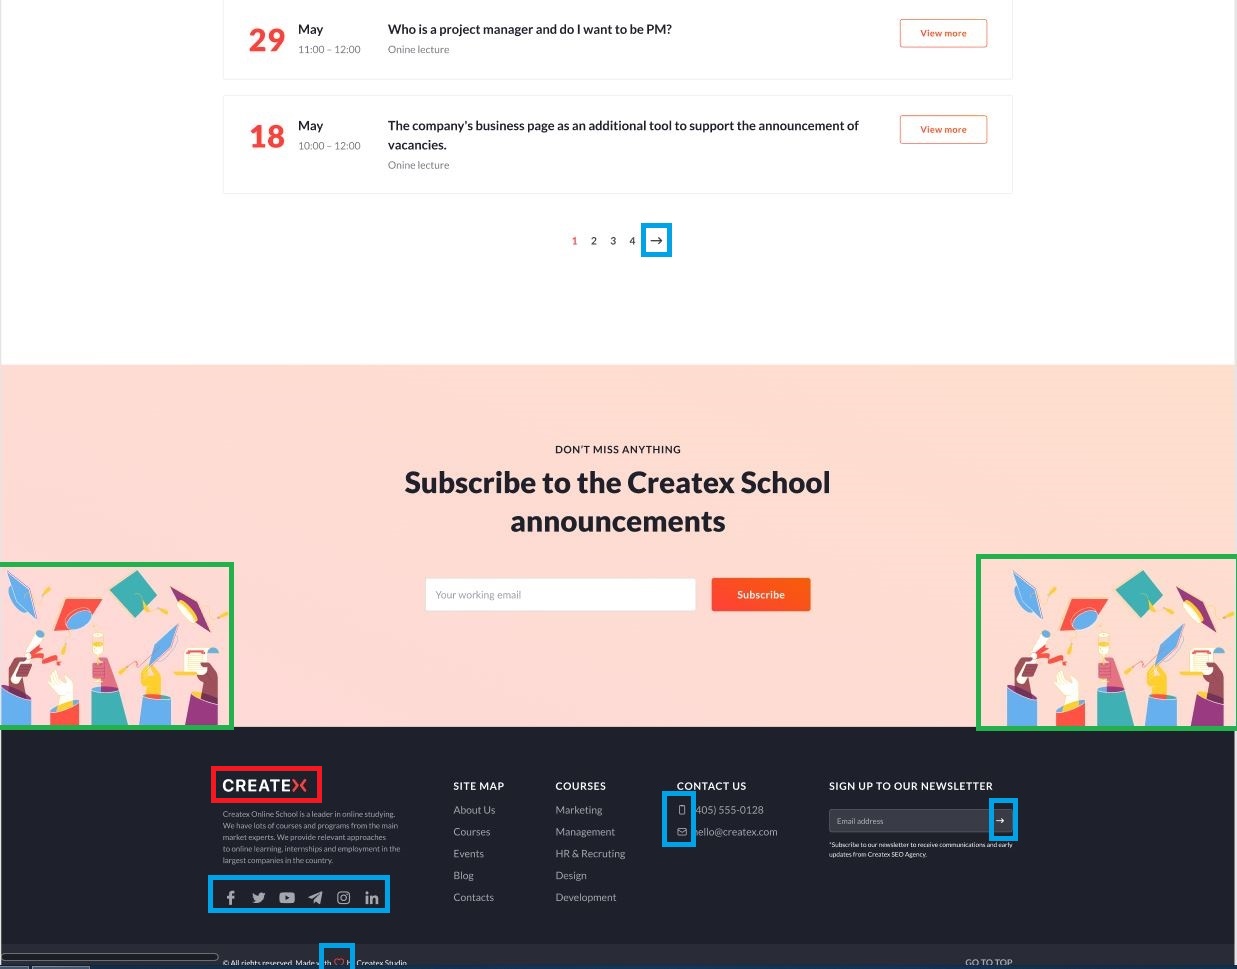 29 May Who is a project manager and do I want to be PM? View more
11:00 – 12:00 Onine lecture
18 May The company's business page as an additional tool to support the announcement of View more
10:00 – 12:00 vacancies.
Onine lecture
1 2 3 4 →
DON'T MISS ANYTHING
Subscribe to the Createx School
announcements
Your working email Subscribe
CREATEX
Createx Online School is a leader in online studying.
We have lots of courses and programs from the main
market experts. We provide relevant approaches
to online learning, internships and employment in the
largest companies in the country.
SITE MAP
About Us
Courses
Events
Blog
Contacts
COURSES
Marketing
Management
HR & Recruting
Design
Development
CONTACT US
405) 555-0128
hello@createx.com
SIGN UP TO OUR NEWSLETTER
Email address →
*Subscribe to our newsletter to receive communications and early
updates from Createx SEO Agency.
© All rights reserved. Made with by Createx Studio
GO TO TOP